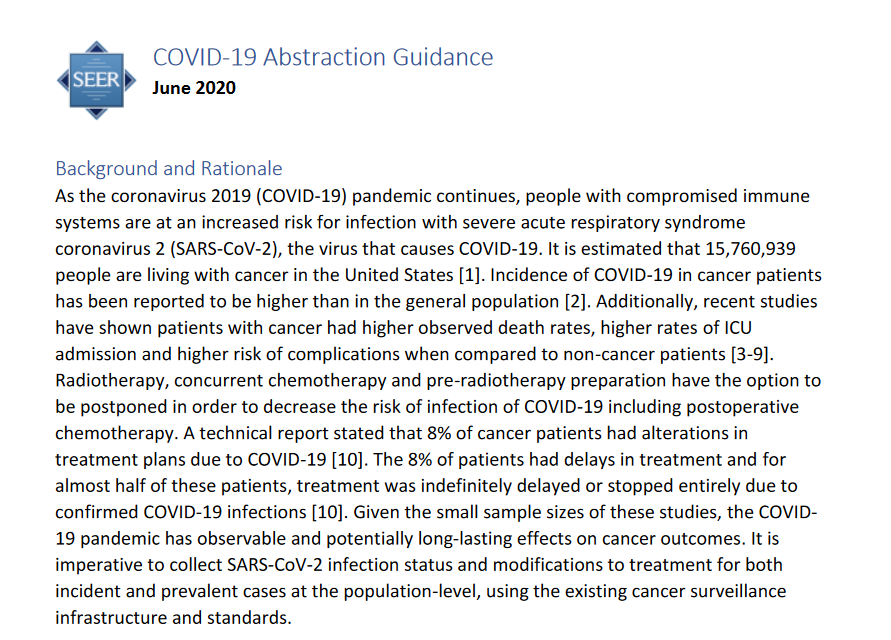 SEER
COVID-19 Abstraction Guidance
June 2020
Background and Rationale
As the coronavirus 2019 (COVID-19) pandemic continues, people with compromised immune
systems are at an increased risk for infection with severe acute respiratory syndrome
coronavirus 2 (SARS-CoV-2), the virus that causes COVID-19. It is estimated that 15,760,939
people are living with cancer in the United States [1]. Incidence of COVID-19 in cancer patients
has been reported to be higher than in the general population [2]. Additionally, recent studies
have shown patients with cancer had higher observed death rates, higher rates of ICU
admission and higher risk of complications when compared to non-cancer patients [3-9].
Radiotherapy, concurrent chemotherapy and pre-radiotherapy preparation have the option to
be postponed in order to decrease the risk of infection of COVID-19 including postoperative
chemotherapy. A technical report stated that 8% of cancer patients had alterations in
treatment plans due to COVID-19 [10]. The 8% of patients had delays in treatment and for
almost half of these patients, treatment was indefinitely delayed or stopped entirely due to
confirmed COVID-19 infections [10]. Given the small sample sizes of these studies, the COVID-
19 pandemic has observable and potentially long-lasting effects on cancer outcomes. It is
imperative to collect SARS-CoV-2 infection status and modifications to treatment for both
incident and prevalent cases at the population-level, using the existing cancer surveillance
infrastructure and standards.